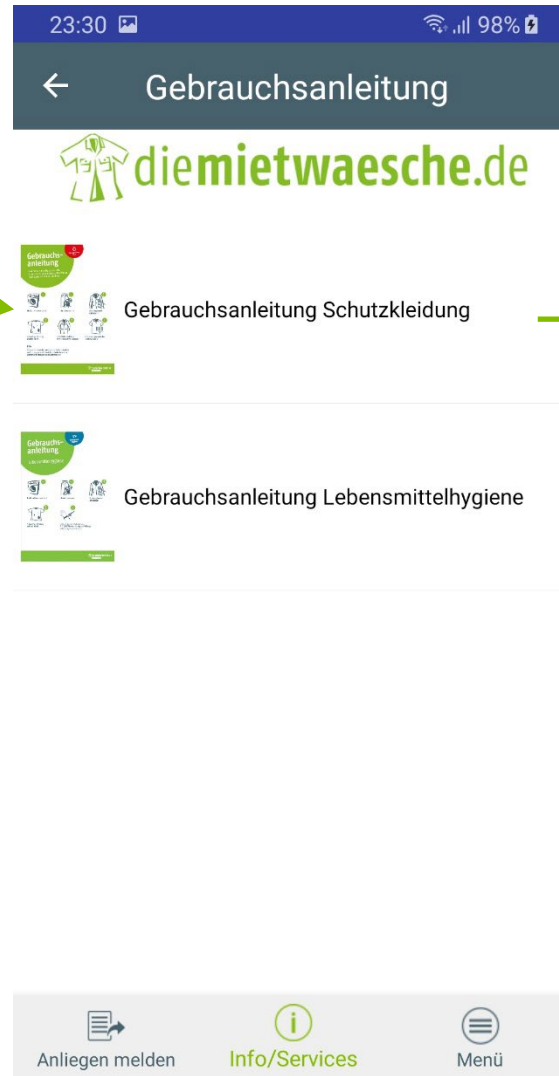 23:30
98%
Gebrauchsanleitung
diemietwaesche.de
Gebrauchs-
anleitung
Gebrauchsanleitung Schutzkleidung
Gebrauchs-
anleitung
Gebrauchsanleitung Lebensmittelhygiene
Anliegen melden
Info/Services
Menü